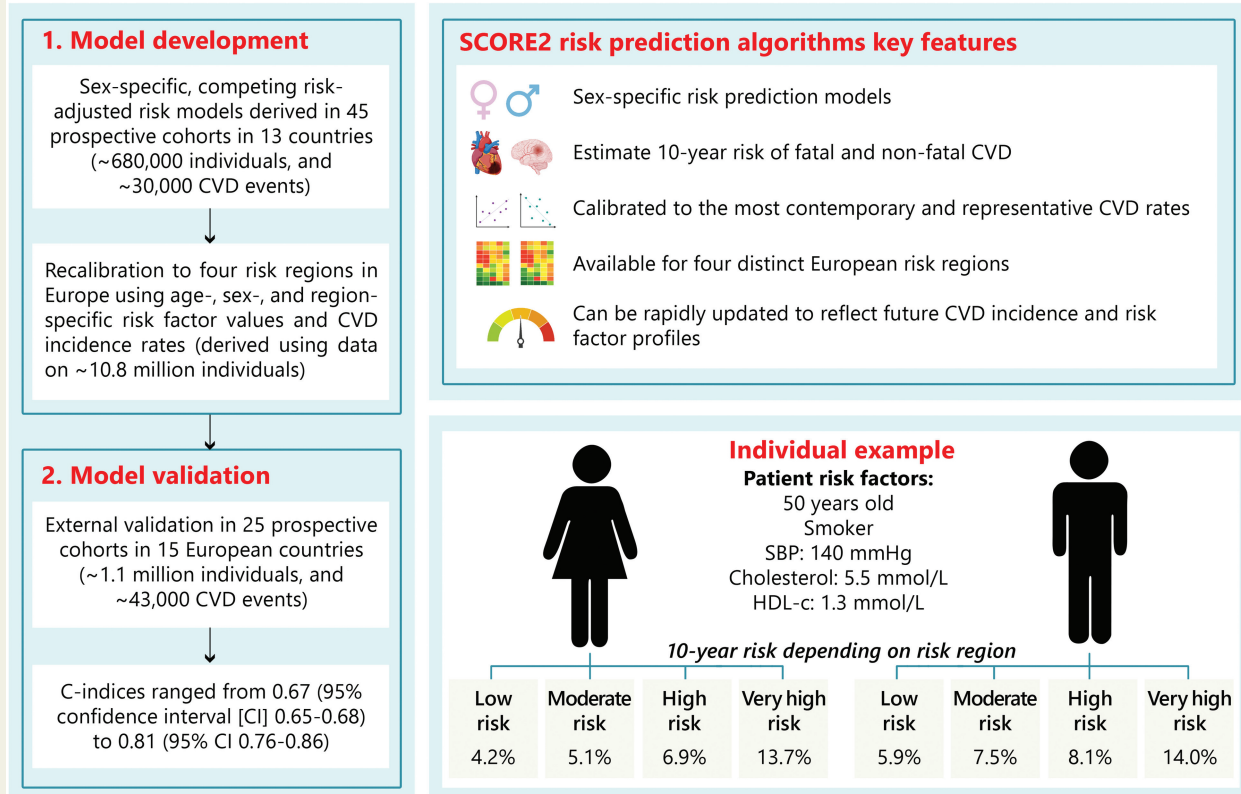 1. Model development
Sex-specific, competing risk-
adjusted risk models derived in 45
prospective cohorts in 13 countries
(~680,000 individuals, and
~30,000 CVD events)
Recalibration to four risk regions in
Europe using age-, sex-, and region-
specific risk factor values and CVD
incidence rates (derived using data
on ~10.8 million individuals)
2. Model validation
External validation in 25 prospective
cohorts in 15 European countries
(~1.1 million individuals, and
~43,000 CVD events)
C-indices ranged from 0.67 (95%
confidence interval [CI] 0.65-0.68)
to 0.81 (95% CI 0.76-0.86)
SCORE2 risk prediction algorithms key features
Sex-specific risk prediction models
Estimate 10-year risk of fatal and non-fatal CVD
Calibrated to the most contemporary and representative CVD rates
Available for four distinct European risk regions
Can be rapidly updated to reflect future CVD incidence and risk
factor profiles
Individual example
Patient risk factors:
50 years old
Smoker
SBP: 140 mmHg
Cholesterol: 5.5 mmol/L
HDL-c: 1.3 mmol/L
10-year risk depending on risk region
Low risk
4.2%
Moderate risk
5.1%
High risk
6.9%
Very high risk
13.7%
Low risk
5.9%
Moderate risk
7.5%
High risk
8.1%
Very high risk
14.0%